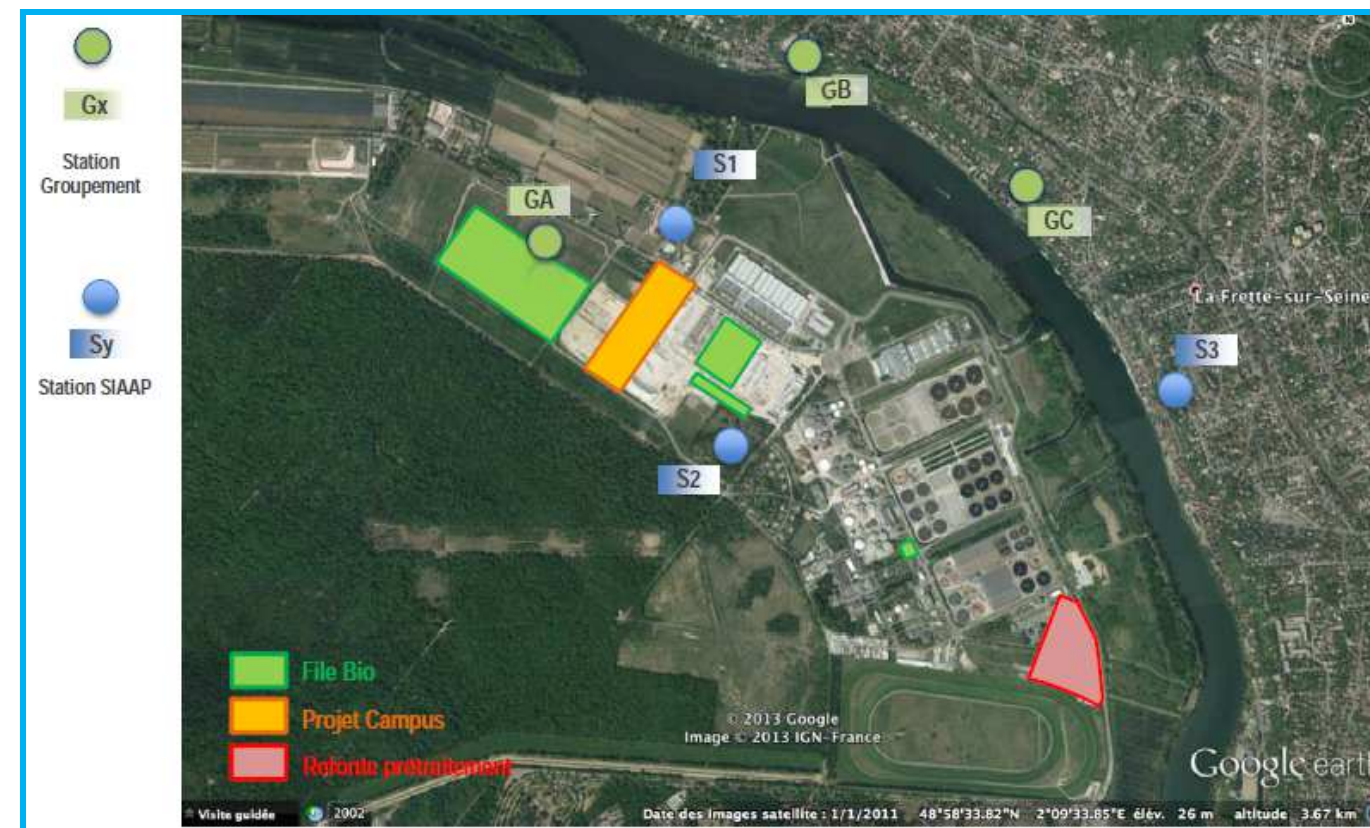 Gx
Station
Groupement
Sy
Station SIAAP
GB
S1
GA
GC
La Frette-sur-Seine
S3
S2
File Bio
Projet Campus
Refonte prétraitement
© 2013 Google
Image © 2013 IGN-France
Google earth
Visite guidée
2002
Date des images satellite : 1/1/2011 48°58'33.82"N 2°09'33.85"E élév. 26 m altitude 3.67 km